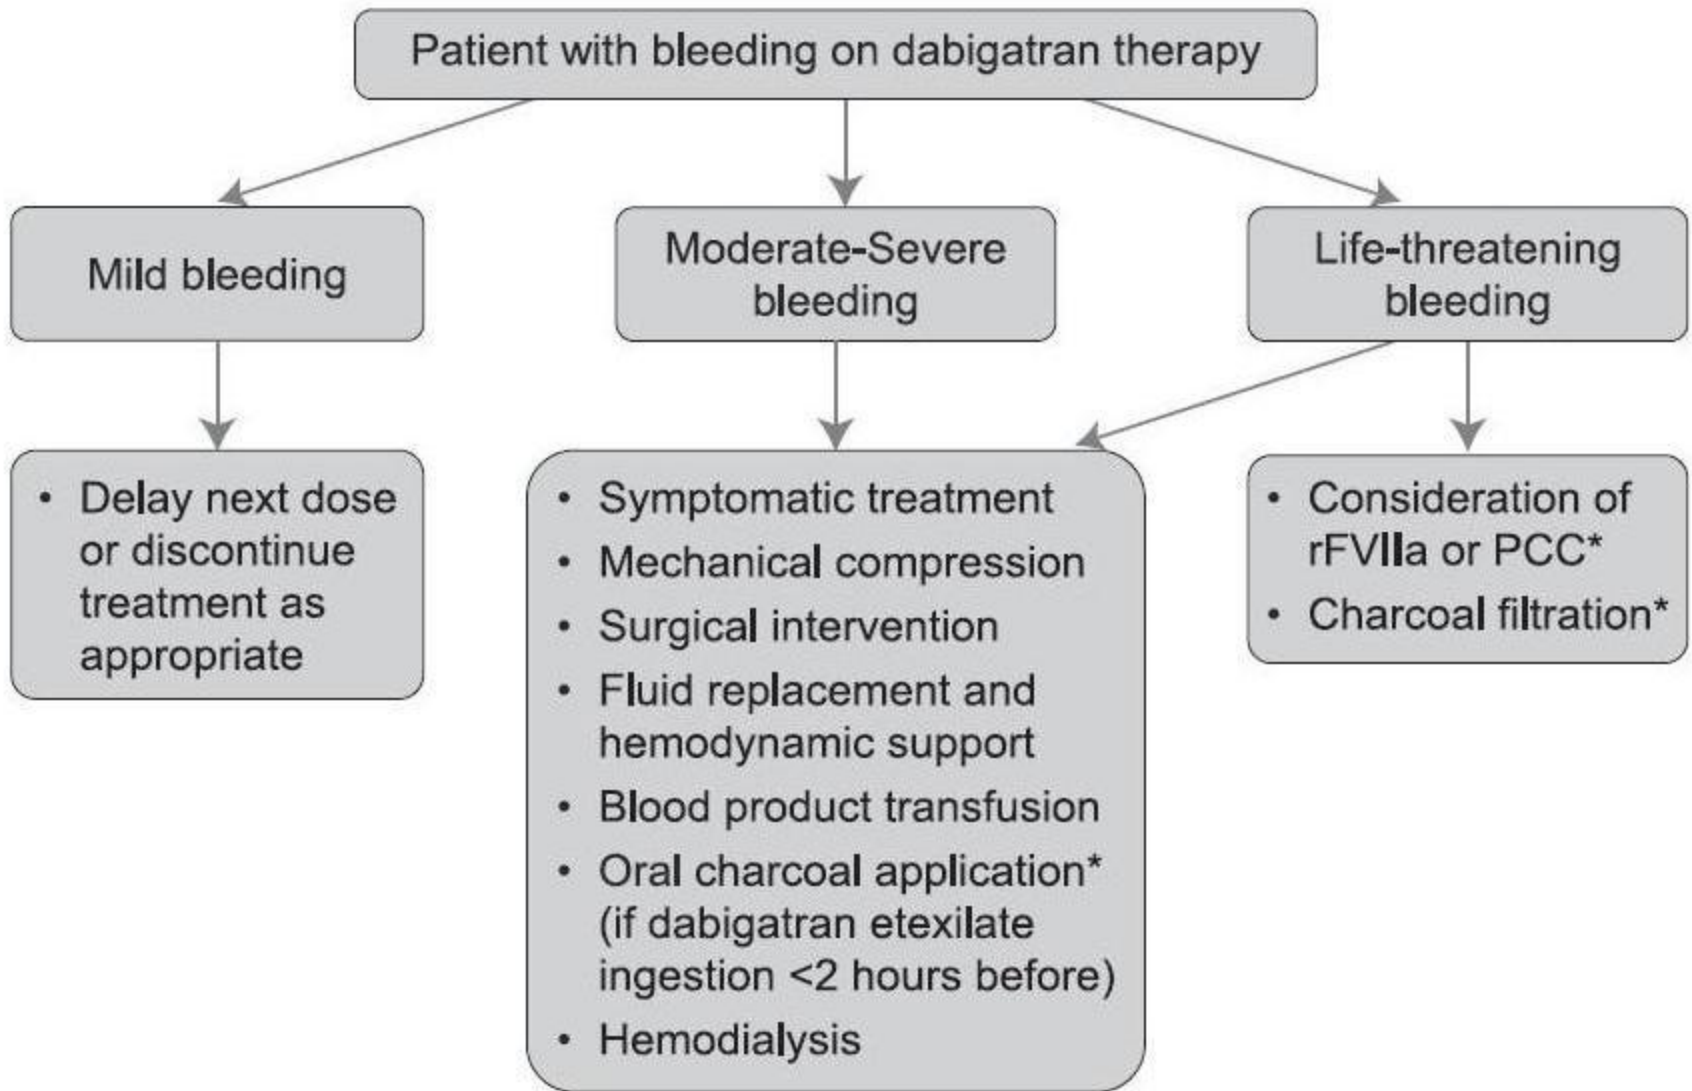 Patient with bleeding on dabigatran therapy
Mild bleeding
Moderate-Severe
bleeding
Life-threatening
bleeding
• Delay next dose
or discontinue
treatment as
appropriate
• Symptomatic treatment
• Mechanical compression
• Surgical intervention
• Fluid replacement and
hemodynamic support
• Blood product transfusion
• Oral charcoal application*
(if dabigatran etexilate
ingestion <2 hours before)
• Hemodialysis
• Consideration of
rFVIIa or PCC*
• Charcoal filtration*